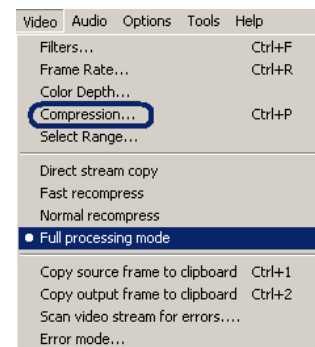 Video Audio Options Tools Help
Filters... Ctrl+F
Frame Rate... Ctrl+R
Color Depth...
Compression... Ctrl+P
Select Range...
Direct stream copy
Fast recompress
Normal recompress
Full processing mode
Copy source frame to clipboard Ctrl+1
Copy output frame to clipboard Ctrl+2
Scan video stream for errors....
Error mode...